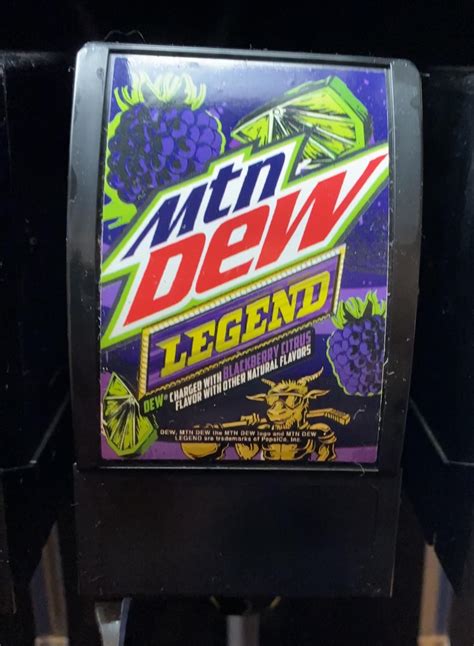 Mtn
DEW
LEGEND
DEW® CHARGED WITH BLACKBERRY CITRUS
FLAVOR WITH OTHER NATURAL FLAVORS
DEW, MTN DEW the MTN DEW logo and MTN DEW
LEGEND are trademarks of PepsiCo, Inc.